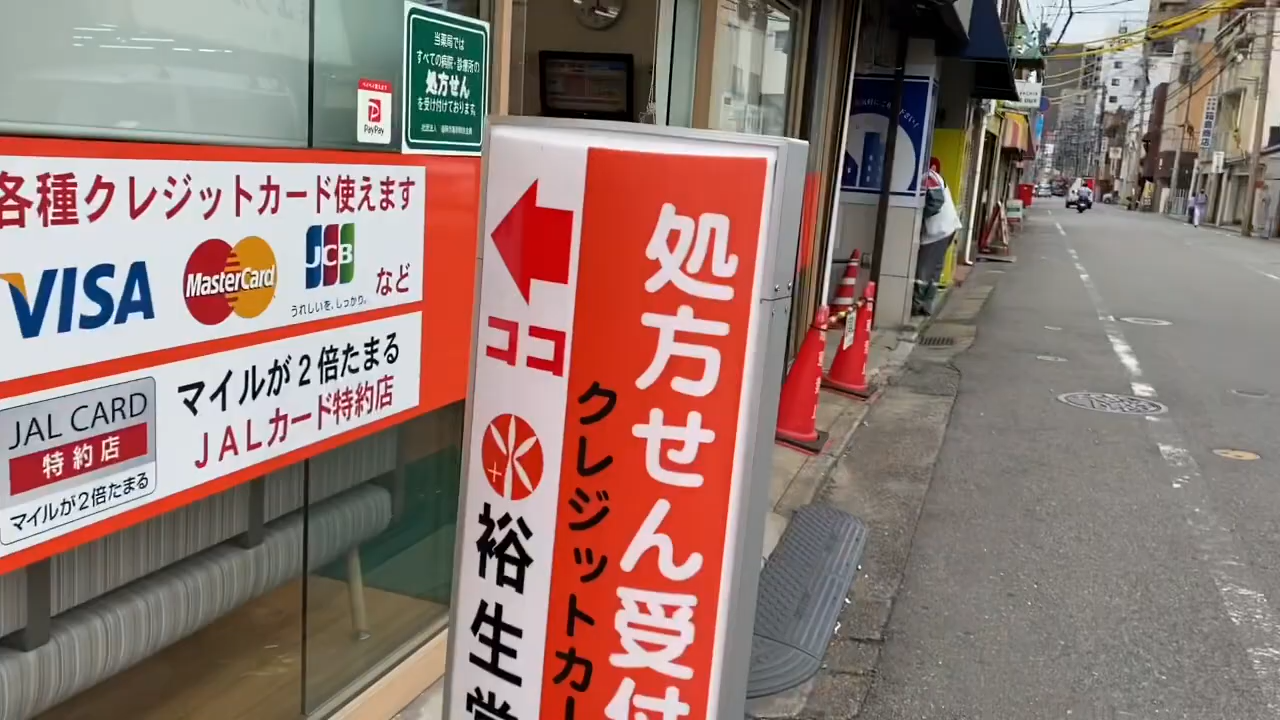 当薬局では
すべての病院・診療所の
処方せん
を受け付けております。
PayPay
各種クレジットカード使えます
VISA
MasterCard
JCB
うれしいを、しっかり。
など
マイルが2倍たまる
JALカード特約店
JAL CARD
特約店
マイルが2倍たまる
ココ
裕生堂
処方せん受付
クレジットカー